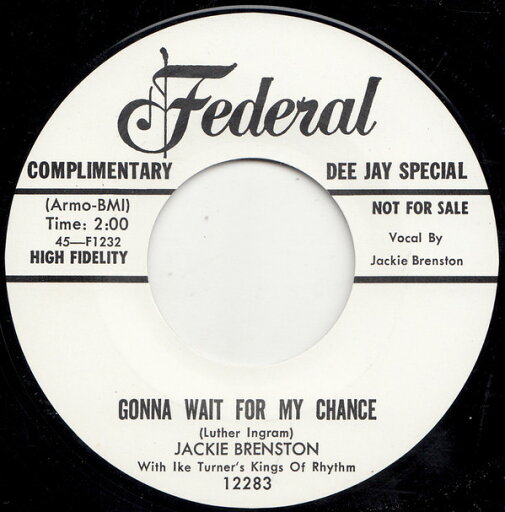 Federal
COMPLIMENTARY DEE JAY SPECIAL
(Armo-BMI)
Time: 2:00
45—F1232
HIGH FIDELITY
NOT FOR SALE
Vocal By
Jackie Brenston
GONNA WAIT FOR MY CHANCE
(Luther Ingram)
JACKIE BRENSTON
With Ike Turner's Kings Of Rhythm
12283